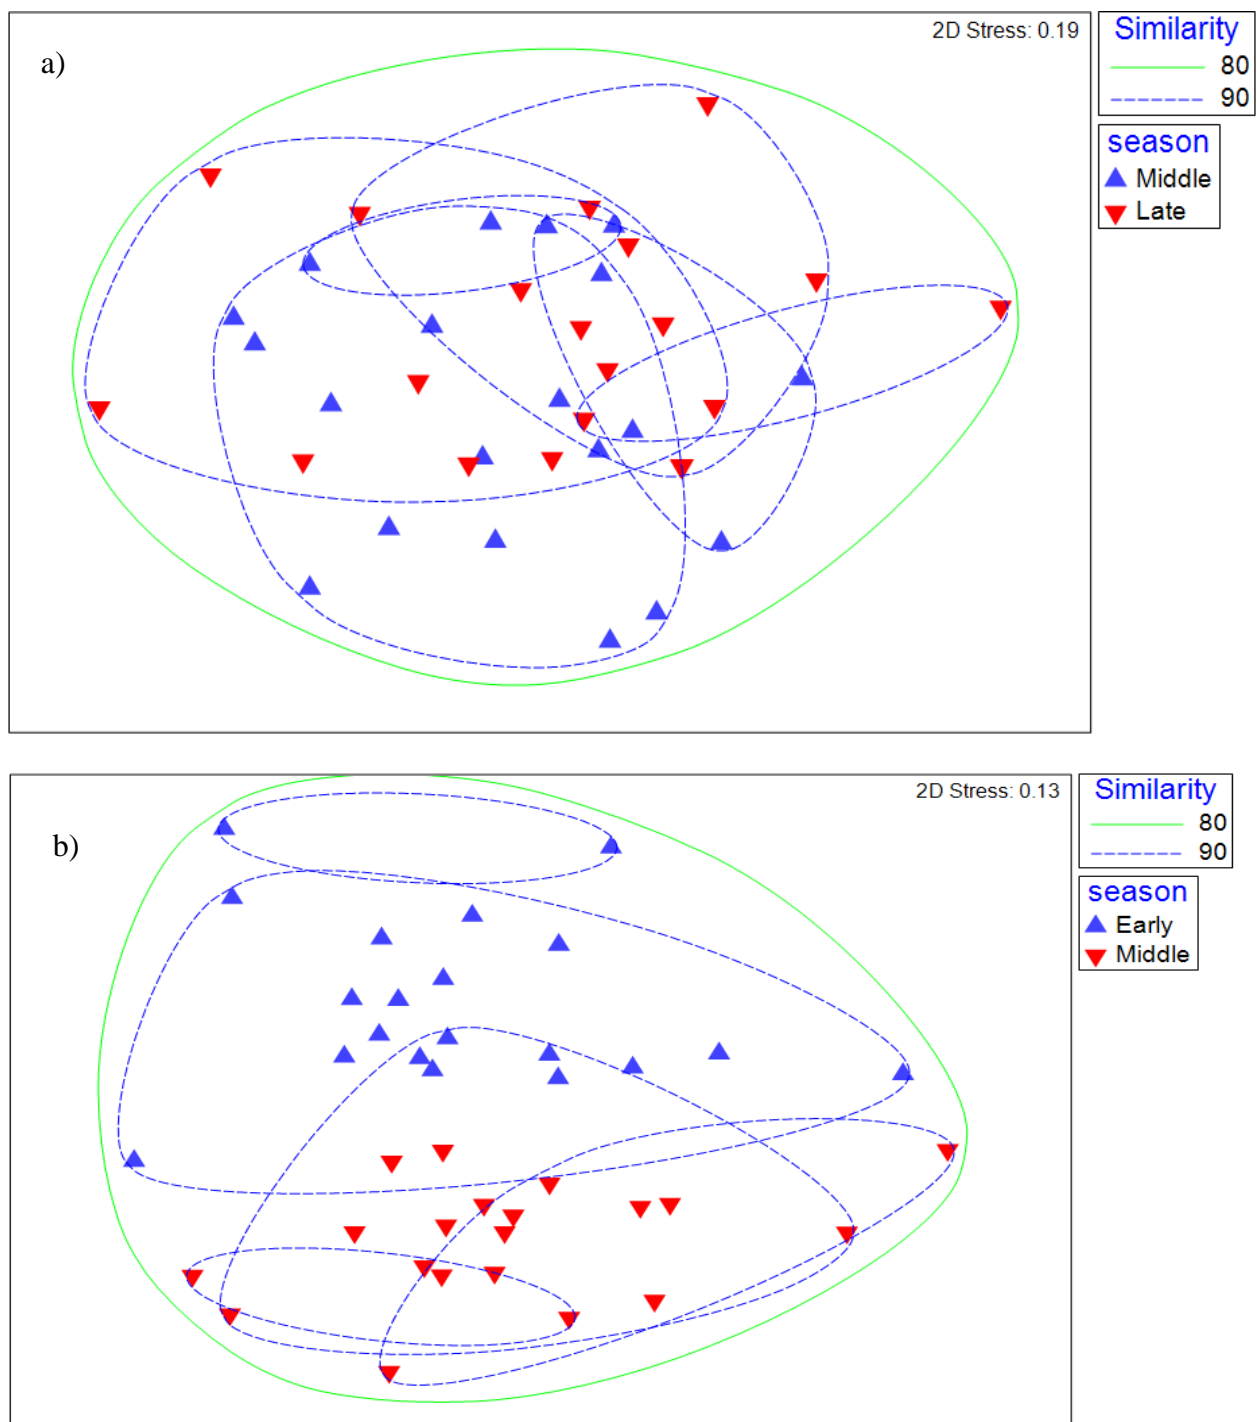 2D Stress: 0.19
a)
Similarity
80
90
season
Middle
Late
2D Stress: 0.13
b)
Similarity
80
90
season
Early
Middle